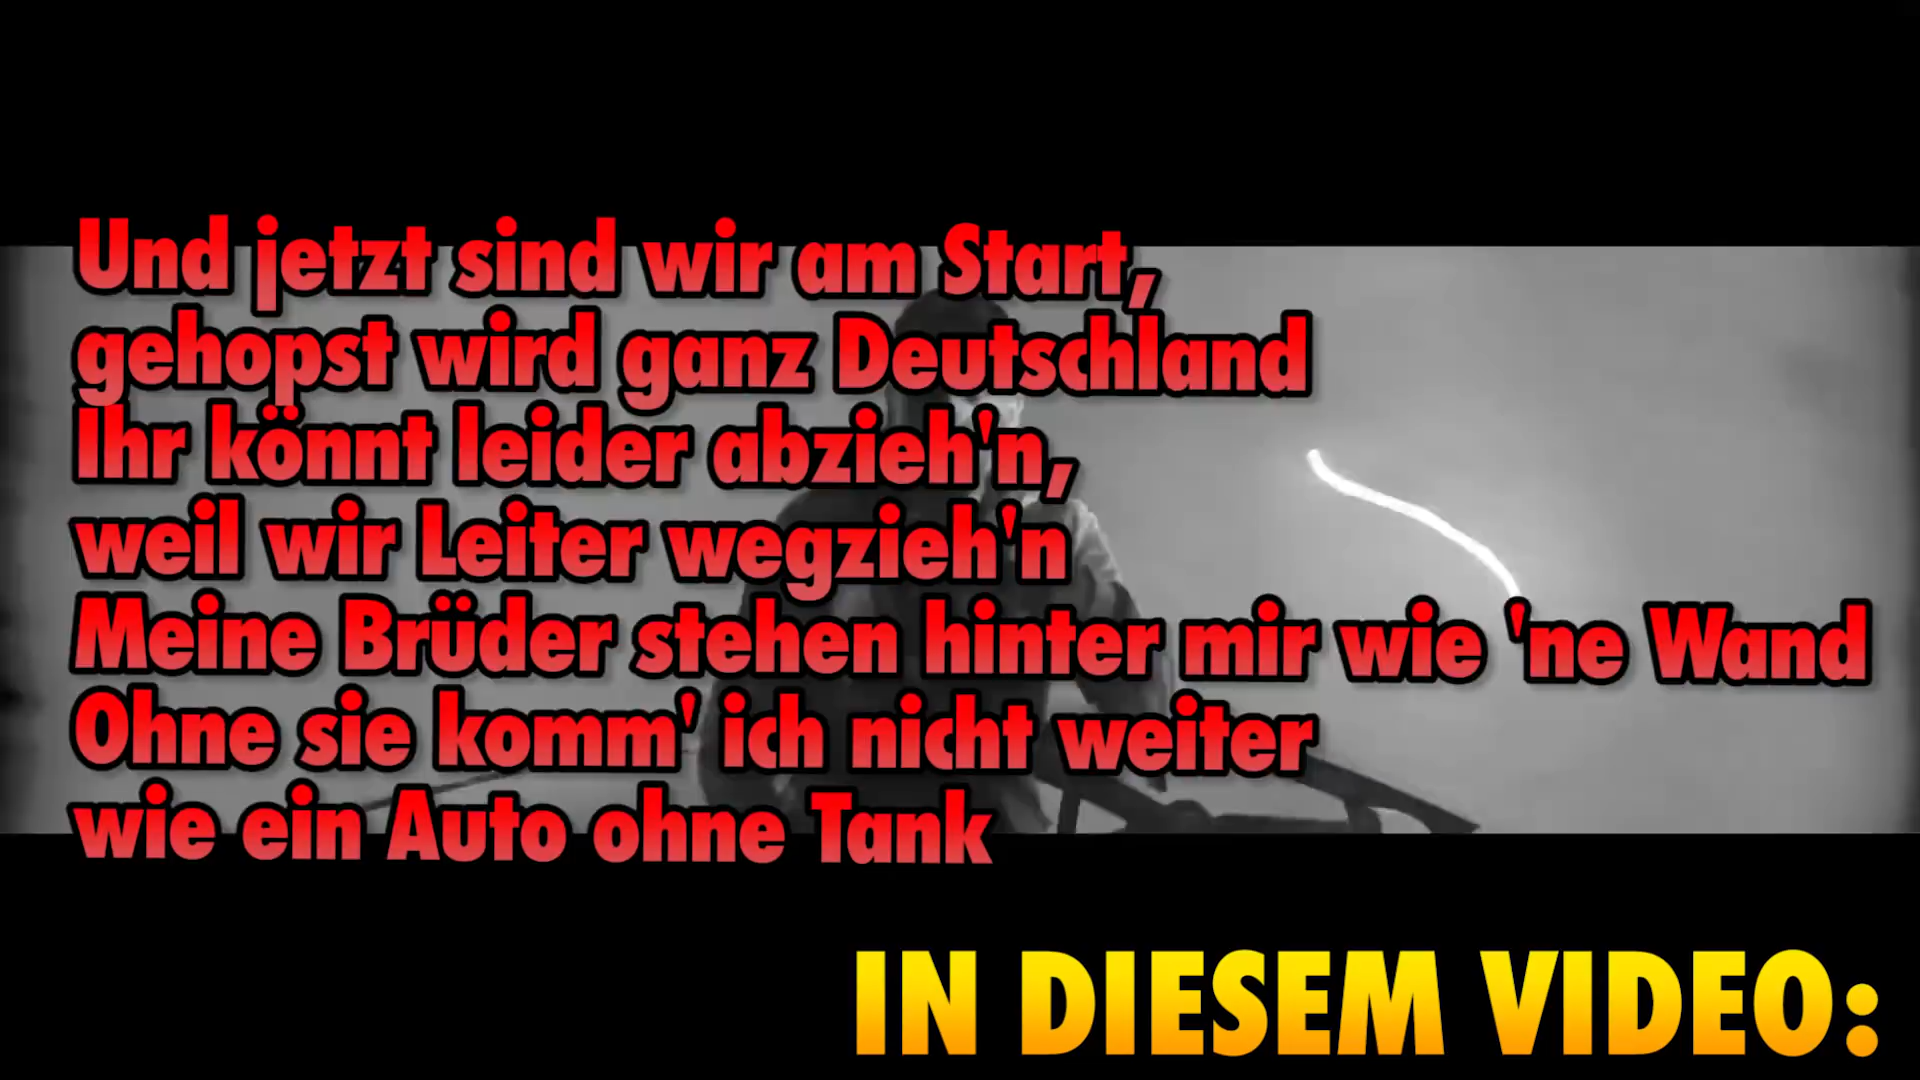 Und jetzt sind wir am Start,
gehopst wird ganz Deutschland
Ihr könnt leider abzieh'n,
weil wir Leiter wegzieh'n
Meine Brüder stehen hinter mir wie 'ne Wand
Ohne sie komm' ich nicht weiter
wie ein Auto ohne Tank
IN DIESEM VIDEO: